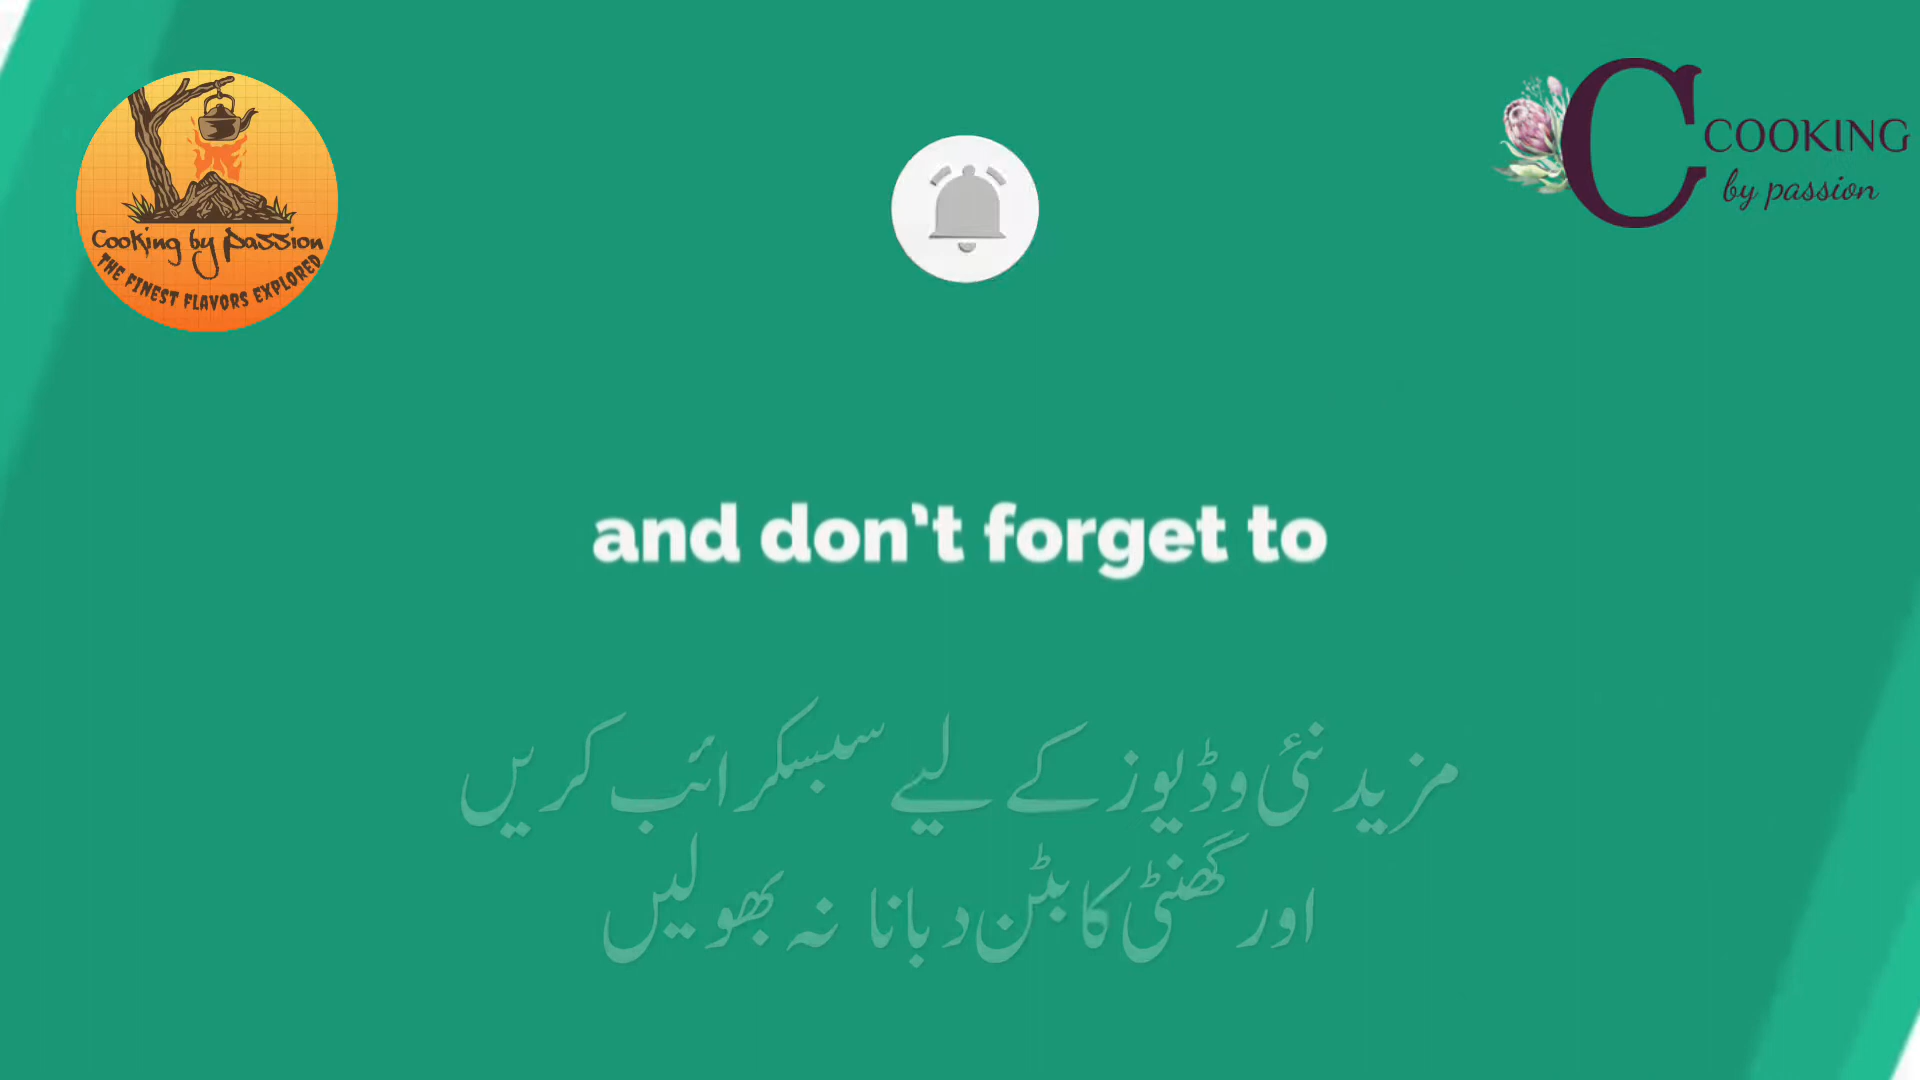 Cooking by Passion
THE FINEST FLAVORS EXPLORED
C
COOKING
by passion
and don't forget to
مزید نئی وڈیوز کے لیے سبسکرائب کریں
اور گھنٹی کا بٹن دبانا نہ بھولیں